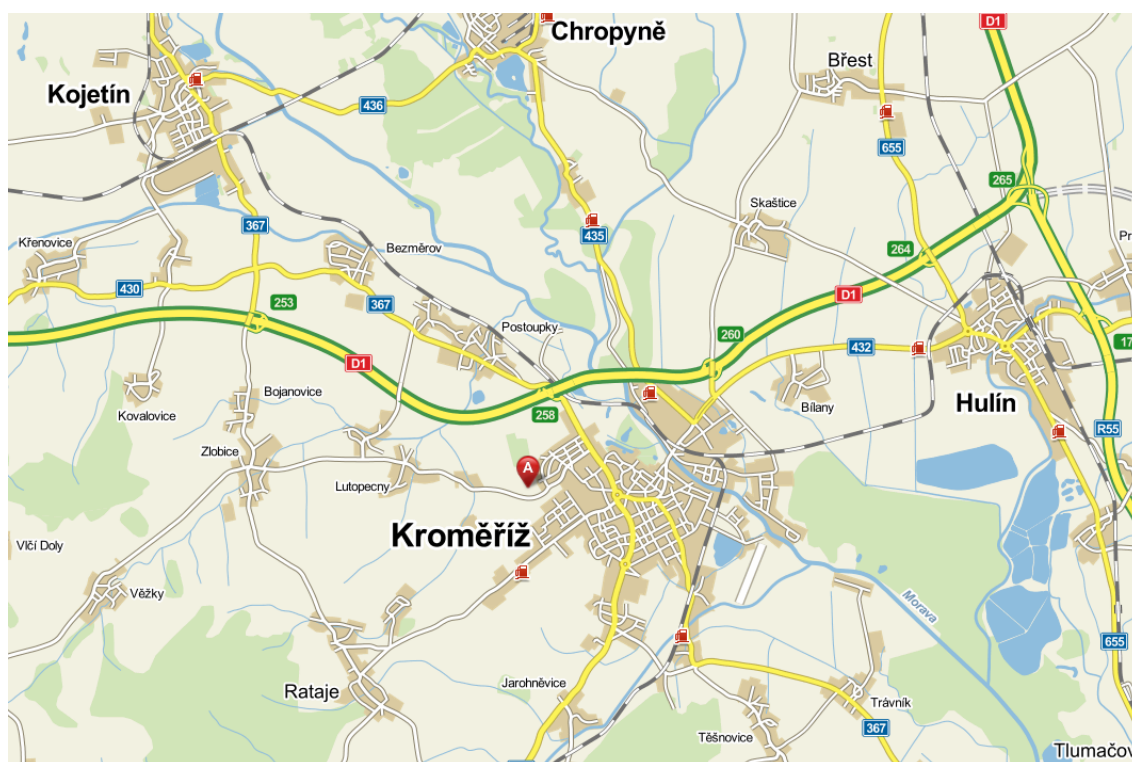 D1
Chropyně
Břest
Kojetín
436
655
265
Skaštice
367
435
Křenovice
Bezměrov
264
430
253
367
D1
Postoupky
260
432
D1
Bojanovice
Kovalovice
258
Bílany
Hulín
R55
Zlobice
A
Lutopecny
Kroměříž
Vlčí Doly
Věžky
Morava
655
Rataje
Jarohněvice
Trávník
367
Těšnovice
Tlumačov